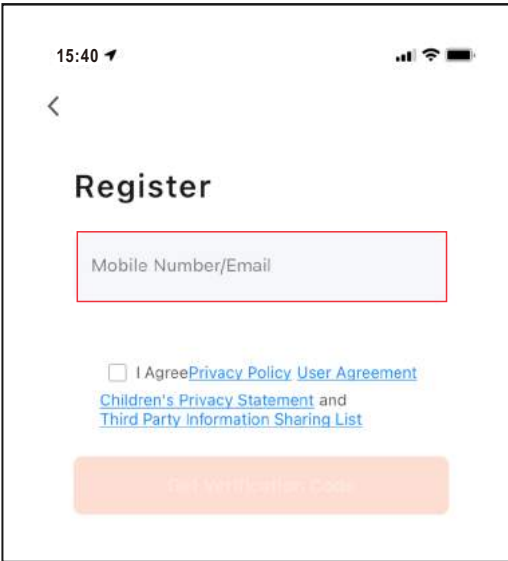 15:40
Register
Mobile Number/Email
I AgreePrivacy Policy User Agreement
Children's Privacy Statement and
Third Party Information Sharing List
Get Verification Code